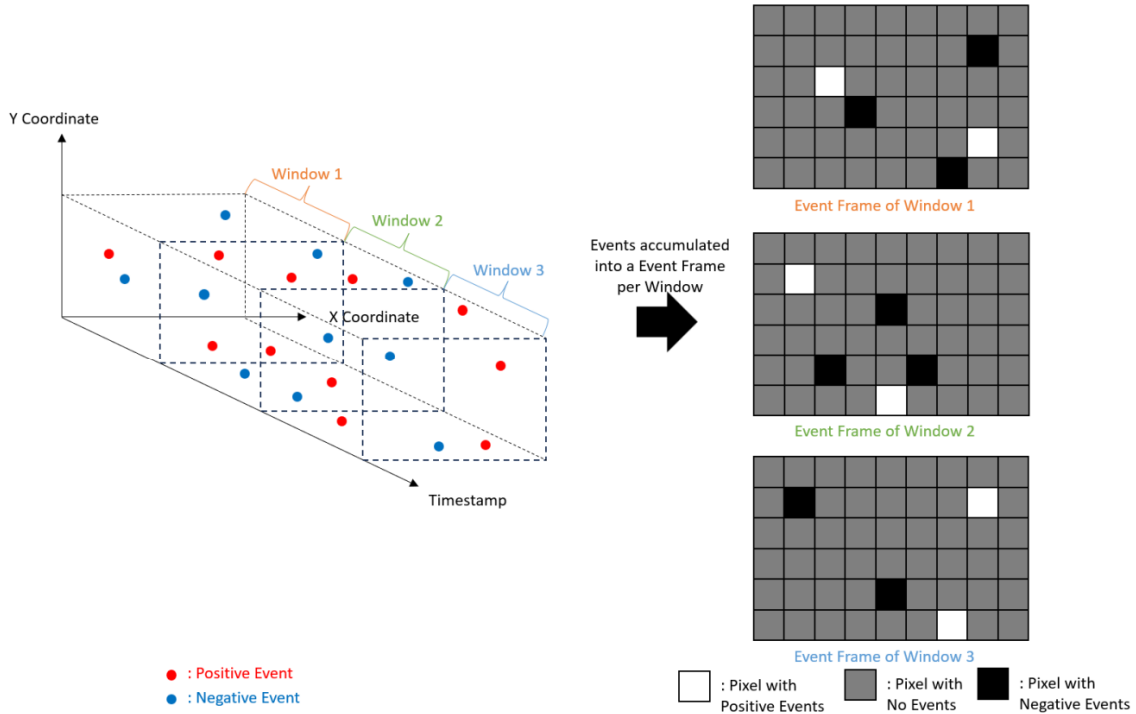 Y Coordinate
Window 1
Window 2
Window 3
X Coordinate
Timestamp
: Positive Event
: Negative Event
Events accumulated
into a Event Frame
per Window
Event Frame of Window 1
Event Frame of Window 2
Event Frame of Window 3
: Pixel with
Positive Events
: Pixel with
No Events
: Pixel with
Negative Events